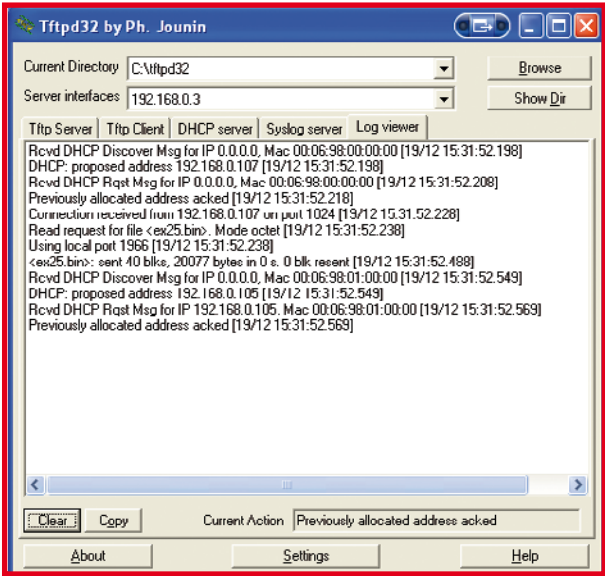 Tftpd32 by Ph. Jounin
Current Directory C:\tftpd32 Browse
Server interfaces 192.168.0.3 Show Dir
Tftp Server Tftp Client DHCP server Syslog server Log viewer
Rcvd DHCP Discover Msg for IP 0.0.0.0, Mac 00:06:98:00:00:00 [19/12 15:31:52.198]
DHCP: proposed address 192.168.0.107 [19/12 15:31:52.198]
Rcvd DHCP Rqst Msg for IP 0.0.0.0, Mac 00:06:98:00:00:00 [19/12 15:31:52.208]
Previously allocated address acked [19/12 15:31:52.218]
Connection received from 192.168.0.107 on port 1024 [19/12 15:31:52.228]
Read request for file <ex25.bin>. Mode octet [19/12 15:31:52.238]
Using local port 1966 [19/12 15:31:52.238]
<ex25.bin>: sent 40 blks, 20077 bytes in 0 s. 0 blk resent [19/12 15:31:52.488]
Rcvd DHCP Discover Msg for IP 0.0.0.0, Mac 00:06:98:01:00:00 [19/12 15:31:52.549]
DHCP: proposed address 192.168.0.105 [19/12 15:31:52.549]
Rcvd DHCP Rqst Msg for IP 192.168.0.105, Mac 00:06:98:01:00:00 [19/12 15:31:52.569]
Previously allocated address acked [19/12 15:31:52.569]
Clear Copy Current Action Previously allocated address acked
About Settings Help